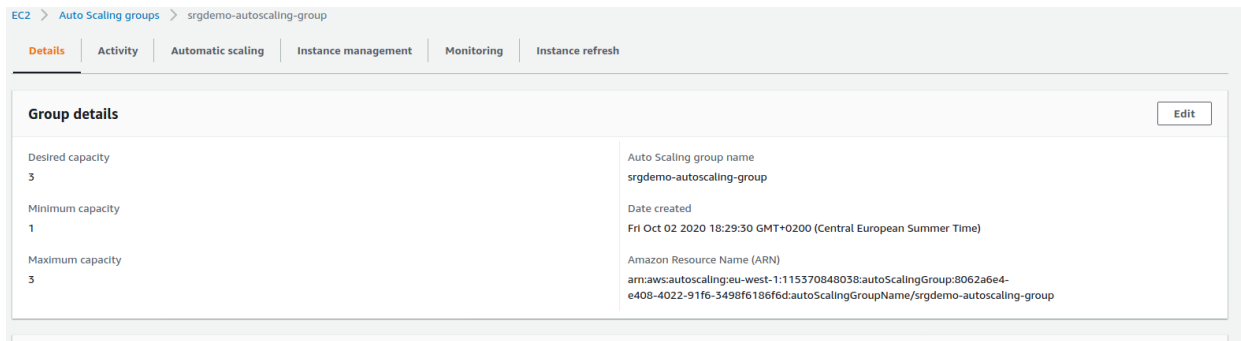 EC2 > Auto Scaling groups > srgdemo-autoscaling-group
Details Activity Automatic scaling Instance management Monitoring Instance refresh
Group details Edit
Desired capacity
3
Minimum capacity
1
Maximum capacity
3
Auto Scaling group name
srgdemo-autoscaling-group
Date created
Fri Oct 02 2020 18:29:30 GMT+0200 (Central European Summer Time)
Amazon Resource Name (ARN)
arn:aws:autoscaling:eu-west-1:115370848038:autoScalingGroup:8062a6e4-
e408-4022-91f6-3498f6186f6d:autoScalingGroupName/srgdemo-autoscaling-group